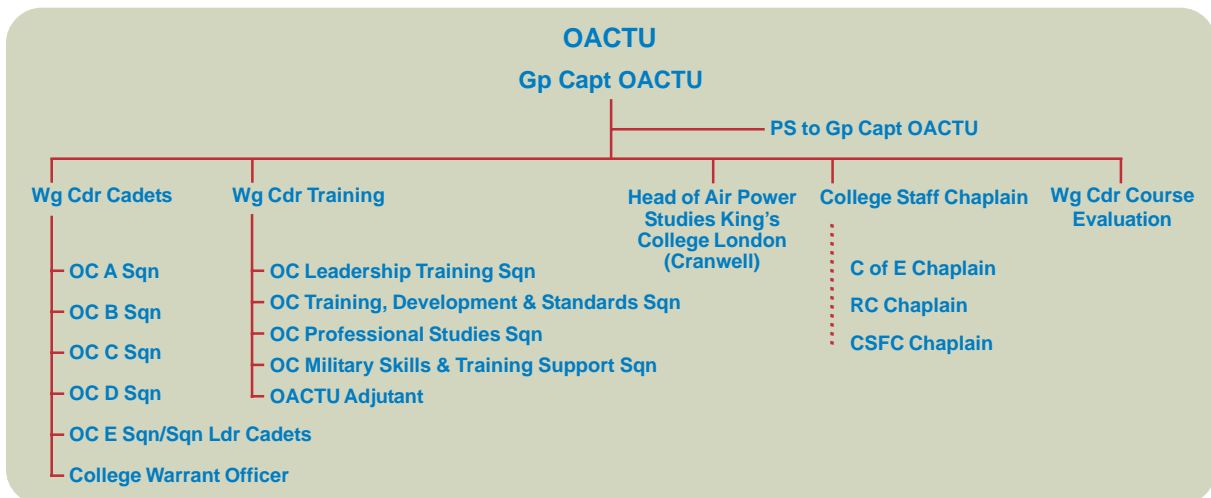 OACTU
Gp Capt OACTU
PS to Gp Capt OACTU
Wg Cdr Cadets
OC A Sqn
OC B Sqn
OC C Sqn
OC D Sqn
OC E Sqn/Sqn Ldr Cadets
College Warrant Officer
Wg Cdr Training
OC Leadership Training Sqn
OC Training, Development & Standards Sqn
OC Professional Studies Sqn
OC Military Skills & Training Support Sqn
OACTU Adjutant
Head of Air Power
Studies King's
College London
(Cranwell)
College Staff Chaplain
C of E Chaplain
RC Chaplain
CSFC Chaplain
Wg Cdr Course
Evaluation